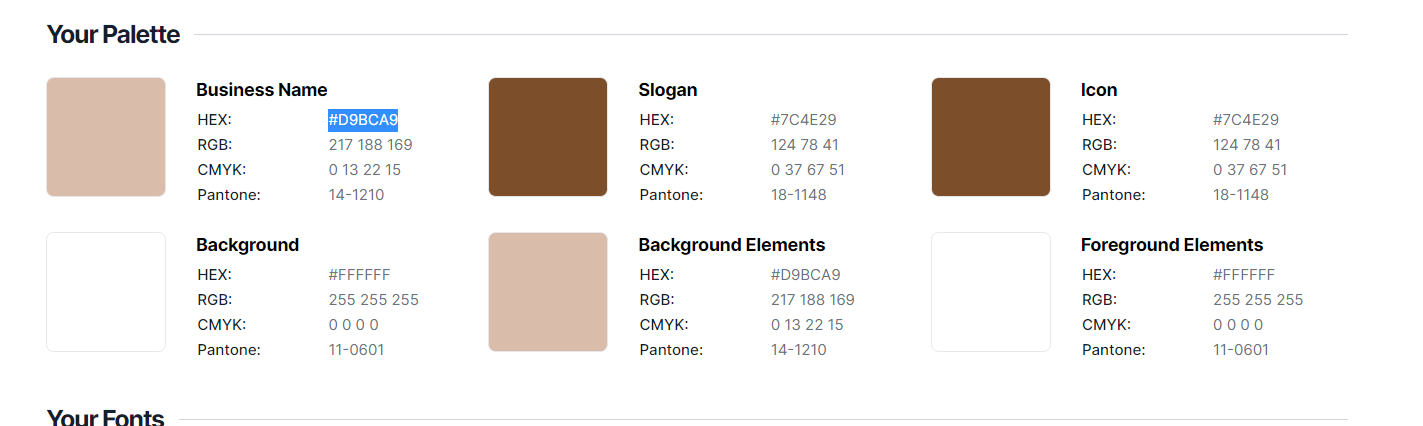 Your Palette
Business Name
HEX: #D9BCA9
RGB: 217 188 169
CMYK: 0 13 22 15
Pantone: 14-1210
Slogan
HEX: #7C4E29
RGB: 124 78 41
CMYK: 0 37 67 51
Pantone: 18-1148
Icon
HEX: #7C4E29
RGB: 124 78 41
CMYK: 0 37 67 51
Pantone: 18-1148
Background
HEX: #FFFFFF
RGB: 255 255 255
CMYK: 0 0 0 0
Pantone: 11-0601
Background Elements
HEX: #D9BCA9
RGB: 217 188 169
CMYK: 0 13 22 15
Pantone: 14-1210
Foreground Elements
HEX: #FFFFFF
RGB: 255 255 255
CMYK: 0 0 0 0
Pantone: 11-0601
Your Fonts